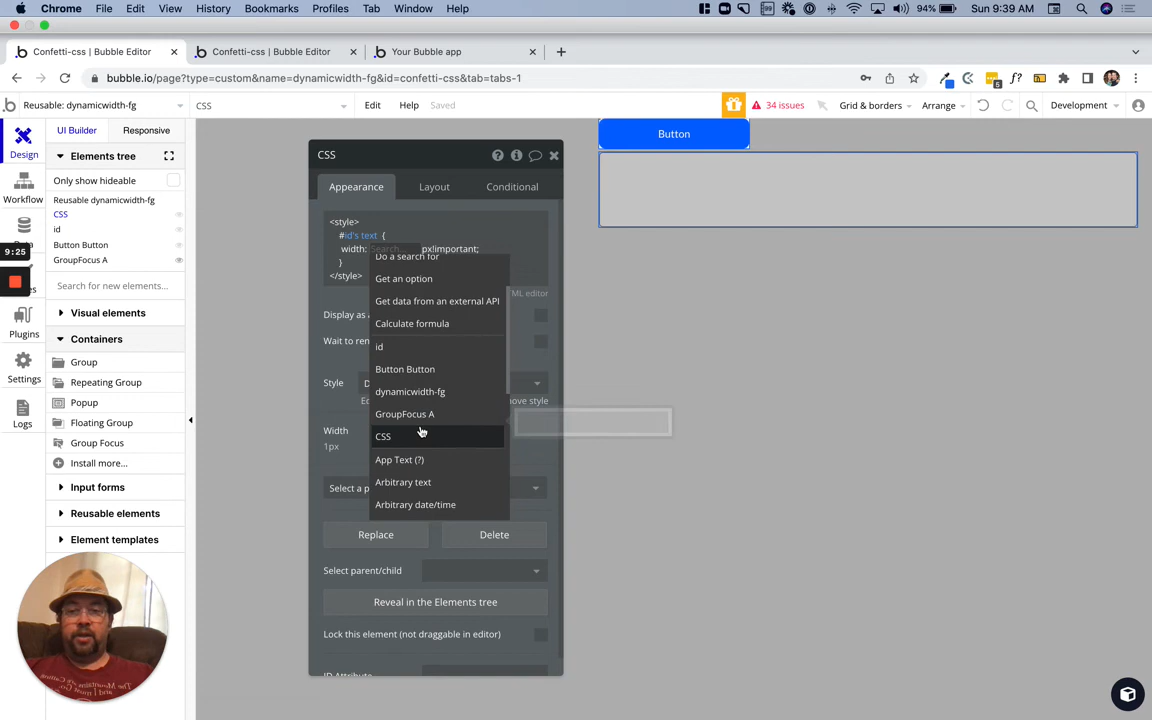 Chrome File Edit View History Bookmarks Profiles Tab Window Help 94% Sun 9:39 AM
Confetti-css | Bubble Editor Confetti-css | Bubble Editor Your Bubble app
bubble.io/page?type=custom&name=dynamicwidth-fg&id=confetti-css&tab=tabs-1
Reusable: dynamicwidth-fg CSS Edit Help Saved 34 issues Grid & borders Arrange Development
Design
Workflow
Plugins
Settings
Logs
9:25
UI Builder Responsive
Elements tree
Only show hideable
Reusable dynamicwidth-fg
CSS
id
Button Button
GroupFocus A
Search for new elements...
Visual elements
Containers
Group
Repeating Group
Popup
Floating Group
Group Focus
Install more...
Input forms
Reusable elements
Element templates
CSS
Appearance Layout Conditional
<style>
#id's text {
width: Search... px!important;
}
</style>
ML editor
Display as a
Wait to ren
Style D
Ed ove style
Width
1px
Select a p
Do a search for
Get an option
Get data from an external API
Calculate formula
id
Button Button
dynamicwidth-fg
GroupFocus A
CSS
App Text (?)
Arbitrary text
Arbitrary date/time
Replace Delete
Select parent/child
Reveal in the Elements tree
Lock this element (not draggable in editor)
ID Attribute
Button